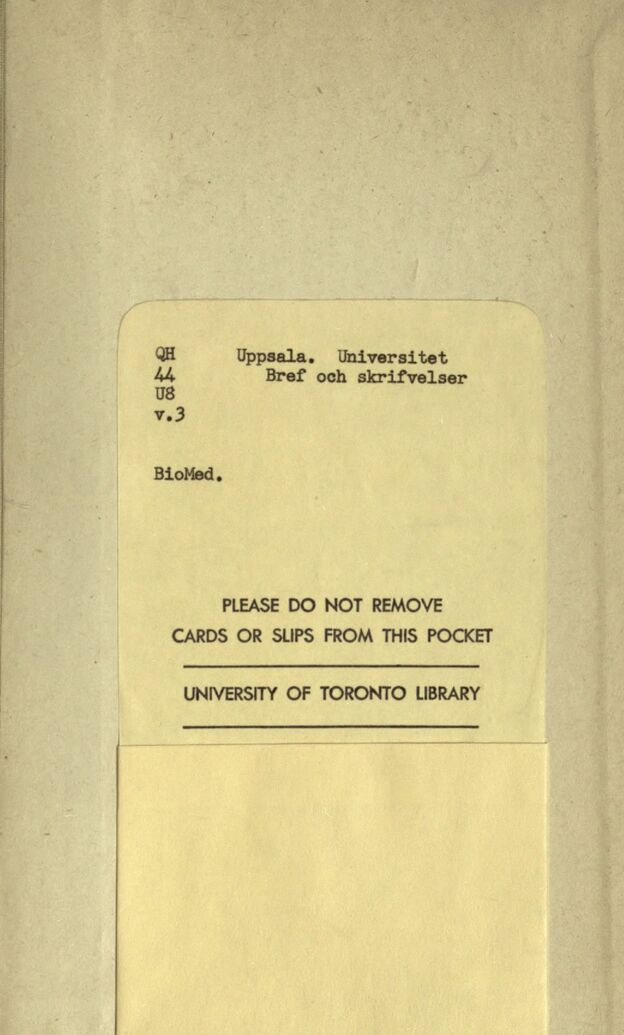 QH Uppsala. Universitet
44 Bref och skrifvelser
U8
v.3
BioMed.
PLEASE DO NOT REMOVE
CARDS OR SLIPS FROM THIS POCKET
UNIVERSITY OF TORONTO LIBRARY